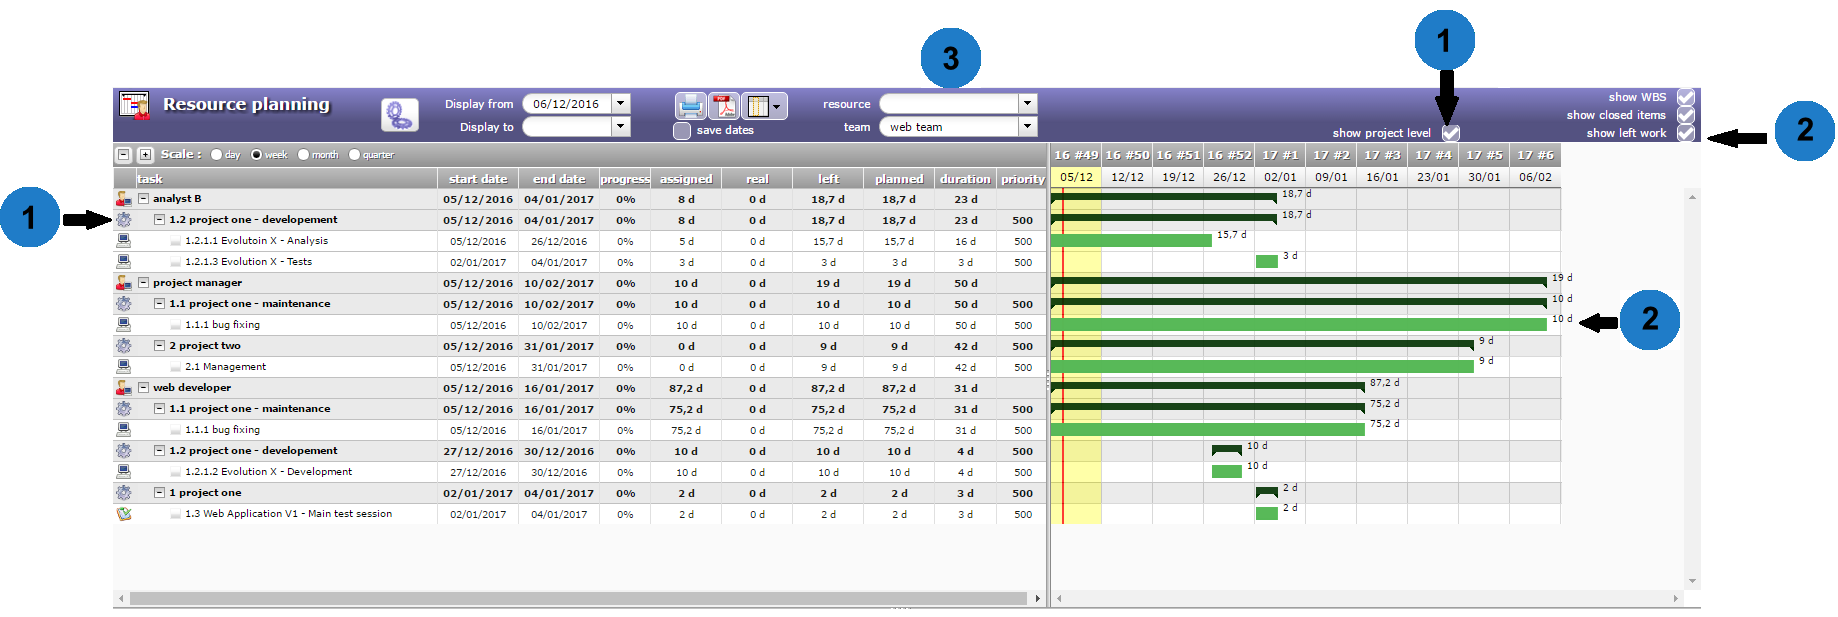 3
1
Resource planning
Display from 06/12/2016
Display to
save dates
resource
team web team
show WBS
show closed items
show project level
show left work
2
Scale : day week month quarter
16 #49 16 #50 16 #51 16 #52 17 #1 17 #2 17 #3 17 #4 17 #5 17 #6
task start date end date progress assigned real left planned duration priority
05/12 12/12 19/12 26/12 02/01 09/01 16/01 23/01 30/01 06/02
analyst B 05/12/2016 04/01/2017 0% 8 d 0 d 18,7 d 18,7 d 23 d 18,7 d
1
1.2 project one - developement 05/12/2016 04/01/2017 0% 8 d 0 d 18,7 d 18,7 d 23 d 500 18,7 d
1.2.1.1 Evolutoin X - Analysis 05/12/2016 26/12/2016 0% 5 d 0 d 15,7 d 15,7 d 16 d 500 15,7 d
1.2.1.3 Evolution X - Tests 02/01/2017 04/01/2017 0% 3 d 0 d 3 d 3 d 3 d 500 3 d
project manager 05/12/2016 10/02/2017 0% 10 d 0 d 19 d 19 d 50 d 19 d
1.1 project one - maintenance 05/12/2016 10/02/2017 0% 10 d 0 d 10 d 10 d 50 d 500 10 d
1.1.1 bug fixing 05/12/2016 10/02/2017 0% 10 d 0 d 10 d 10 d 50 d 500 10 d
2
2 project two 05/12/2016 31/01/2017 0% 0 d 0 d 9 d 9 d 42 d 500 9 d
2.1 Management 05/12/2016 31/01/2017 0% 0 d 0 d 9 d 9 d 42 d 500 9 d
web developer 05/12/2016 16/01/2017 0% 87,2 d 0 d 87,2 d 87,2 d 31 d 87,2 d
1.1 project one - maintenance 05/12/2016 16/01/2017 0% 75,2 d 0 d 75,2 d 75,2 d 31 d 500 75,2 d
1.1.1 bug fixing 05/12/2016 16/01/2017 0% 75,2 d 0 d 75,2 d 75,2 d 31 d 500 75,2 d
1.2 project one - developement 27/12/2016 30/12/2016 0% 10 d 0 d 10 d 10 d 4 d 500 10 d
1.2.1.2 Evolution X - Development 27/12/2016 30/12/2016 0% 10 d 0 d 10 d 10 d 4 d 500 10 d
1 project one 02/01/2017 04/01/2017 0% 2 d 0 d 2 d 2 d 3 d 500 2 d
1.3 Web Application V1 - Main test session 02/01/2017 04/01/2017 0% 2 d 0 d 2 d 2 d 3 d 500 2 d